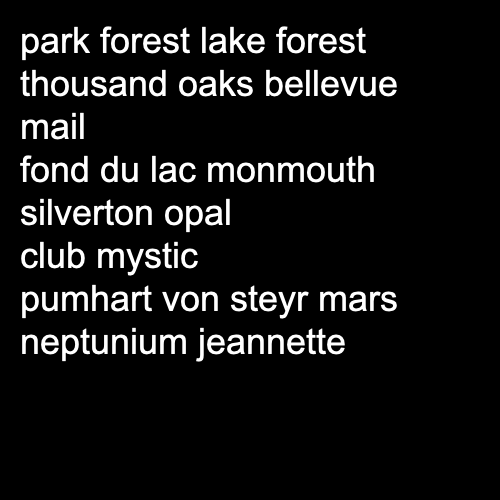 park forest lake forest
thousand oaks bellevue
mail
fond du lac monmouth
silverton opal
club mystic
pumhart von steyr mars
neptunium jeannette